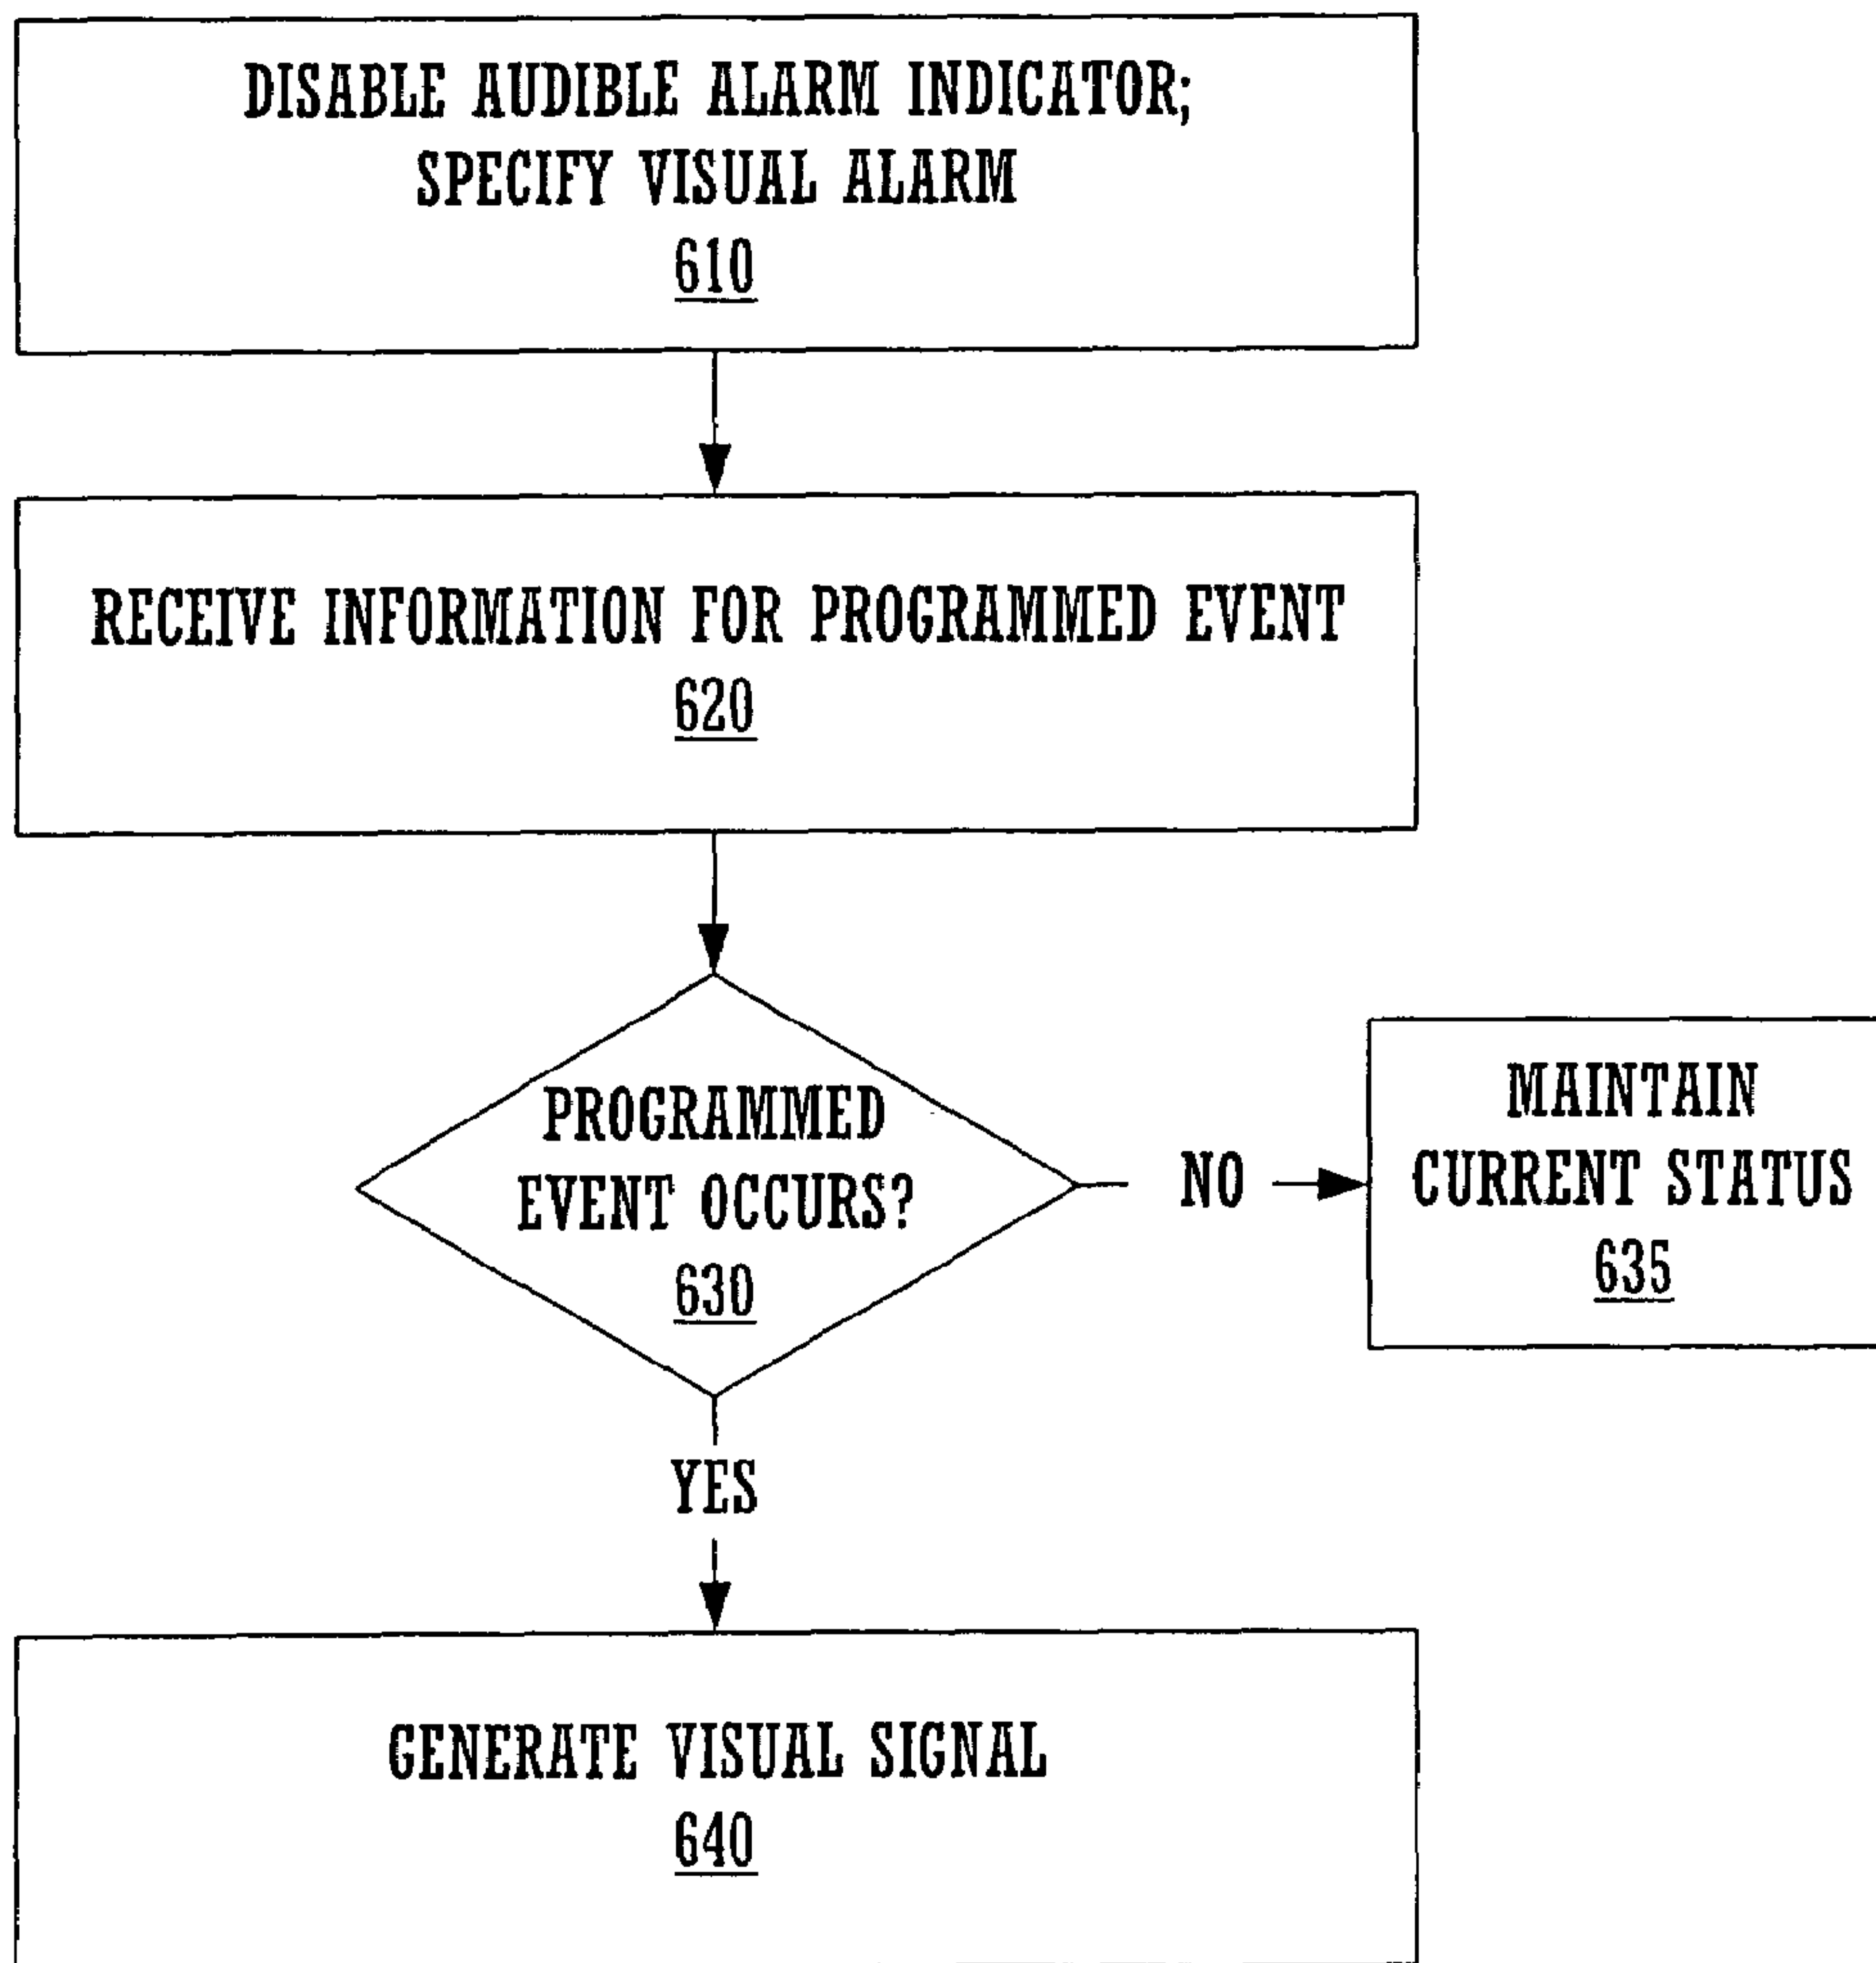 DISABLE AUDIBLE ALARM INDICATOR;
SPECIFY VISUAL ALARM
610
RECEIVE INFORMATION FOR PROGRAMMED EVENT
620
PROGRAMMED
EVENT OCCURS?
630
NO
MAINTAIN
CURRENT STATUS
635
YES
GENERATE VISUAL SIGNAL
640